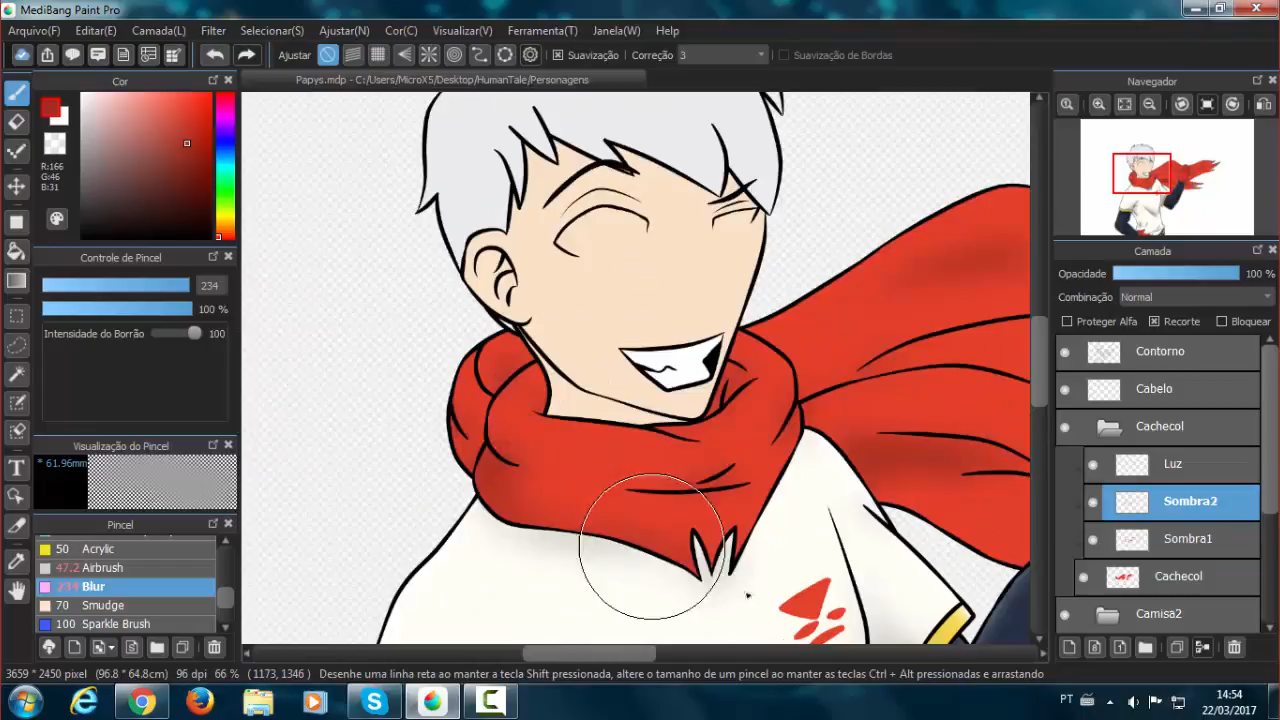 MediBang Paint Pro
Arquivo(F) Editar(E) Camada(L) Filter Selecionar(S) Ajustar(N) Cor(C) Visualizar(V) Ferramenta(T) Janela(W) Help
Ajustar Suavização Correção 3 Suavização de Bordas
Cor Papys.mdp - C:/Users/MicroX5/Desktop/HumanTale/Personagens Navegador
R:166
G:46
B:31
Controle de Pincel
234
100 %
Intensidade do Borrão 100
Visualização do Pincel
* 61.96mm
Pincel
50 Acrylic
47.2 Airbrush
234 Blur
70 Smudge
100 Sparkle Brush
Camada
Opacidade 100 %
Combinação Normal
Proteger Alfa Recorte Bloquear
Contorno
Cabelo
Cachecol
Luz
Sombra2
Sombra1
Cachecol
Camisa2
3659 * 2450 pixel (96.8 * 64.8cm) 96 dpi 66 % (1173, 1346) Desenhe uma linha reta ao manter a tecla Shift pressionada, altere o tamanho de um pincel ao manter as teclas Ctrl + Alt pressionadas e arrastando
PT 14:54
22/03/2017